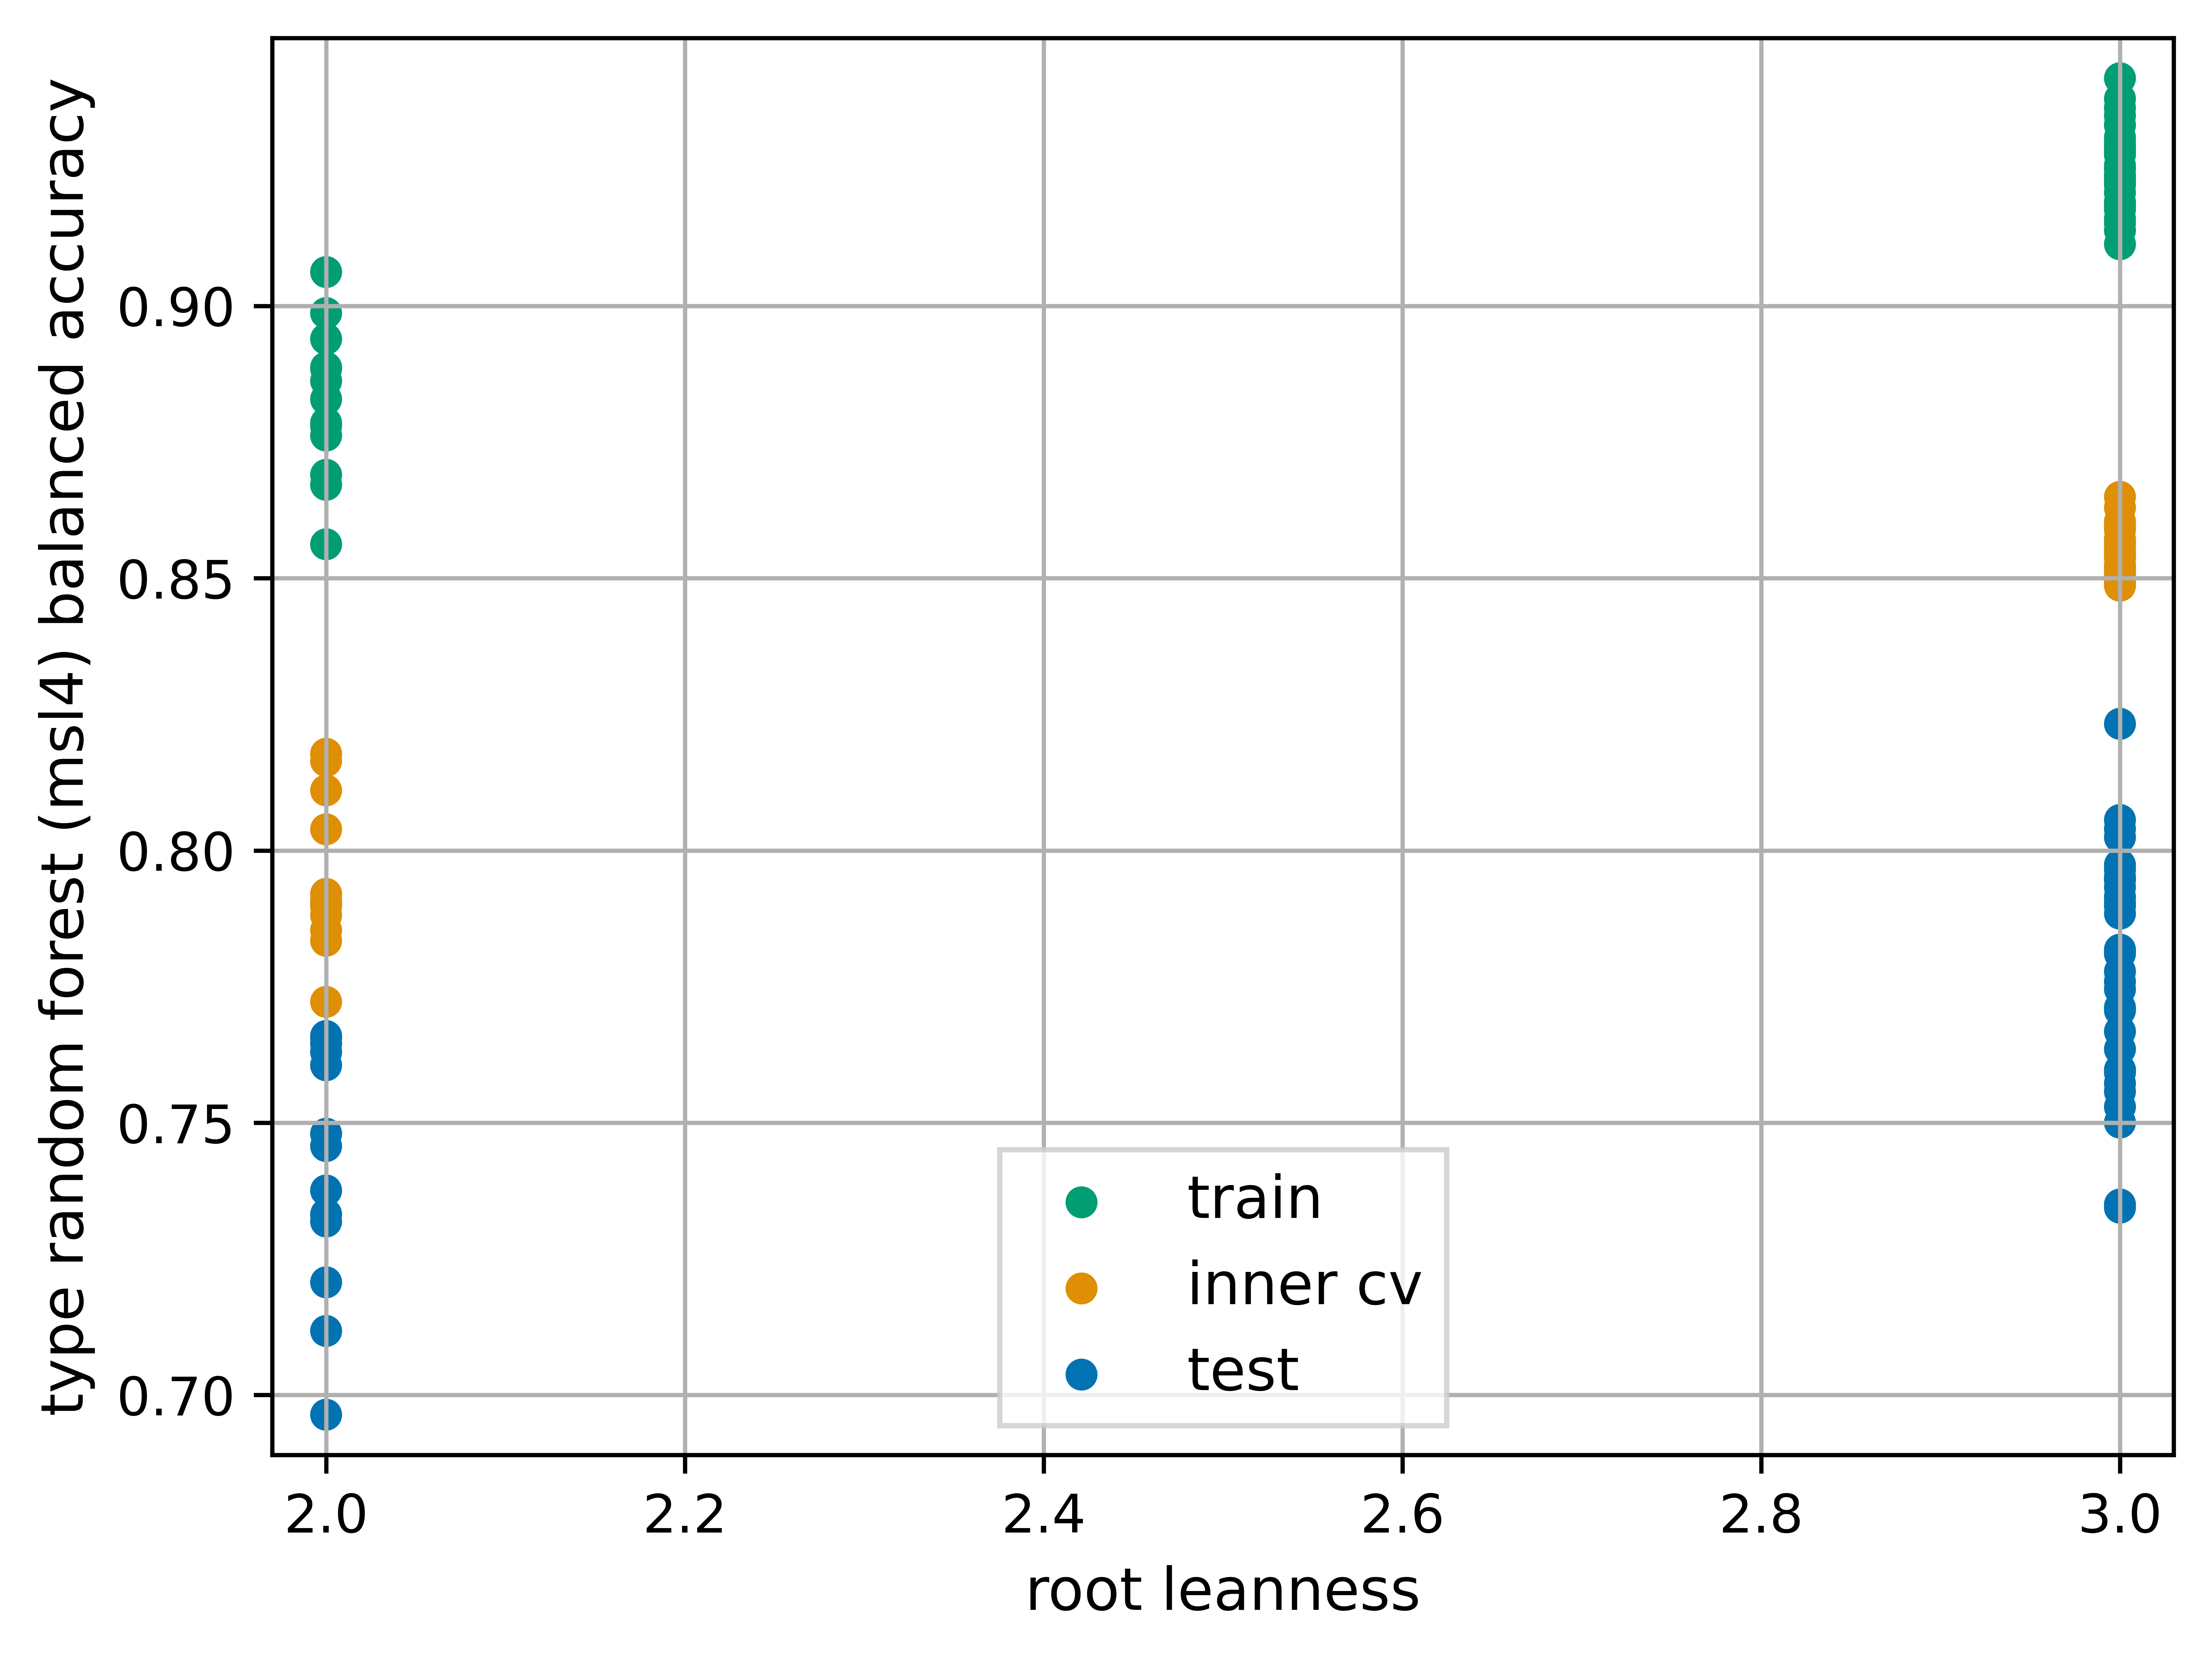 type random forest (msl4) balanced accuracy
0.90
0.85
0.80
0.75
0.70
train
inner cv
test
2.0 2.2 2.4 2.6 2.8 3.0
root leanness